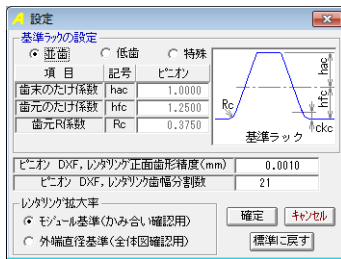 設定
基準ラックの設定
並歯 低歯 特殊
項 目 記号 ピニオン
歯末のたけ係数 hac 1.0000
歯元のたけ係数 hfc 1.2500
歯元R係数 Rc 0.3750
Rc hac hfc ckc
基準ラック
ピニオン DXF,レンダリング正面歯形精度(mm) 0.0010
ピニオン DXF,レンダリング歯幅分割数 21
レンダリング拡大率
モジュール基準(かみ合い確認用)
外端直径基準(全体図確認用)
確定 キャンセル
標準に戻す